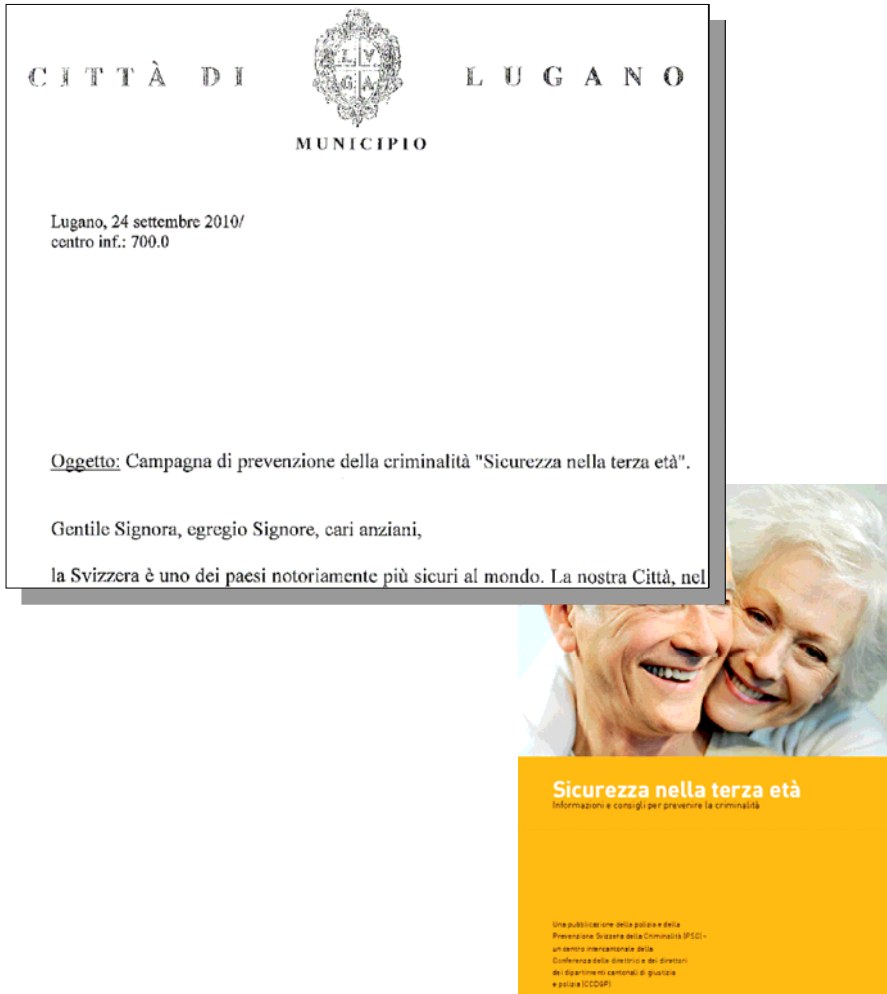 CITTÀ DI LUGANO
LV
GA
MUNICIPIO
Lugano, 24 settembre 2010/
centro inf.: 700.0
Oggetto: Campagna di prevenzione della criminalità "Sicurezza nella terza età".
Gentile Signora, egregio Signore, cari anziani,
la Svizzera è uno dei paesi notoriamente più sicuri al mondo. La nostra Città, nel
Sicurezza nella terza età
Informazioni e consigli per prevenire la criminalità
Una pubblicazione della polizia e della
Prevenzione Svizzera della Criminalità (PSC) –
un centro intercantonale della
Conferenza delle direttrici e dei direttori
dei dipartimenti cantonali di giustizia
e polizia (CCDGP)